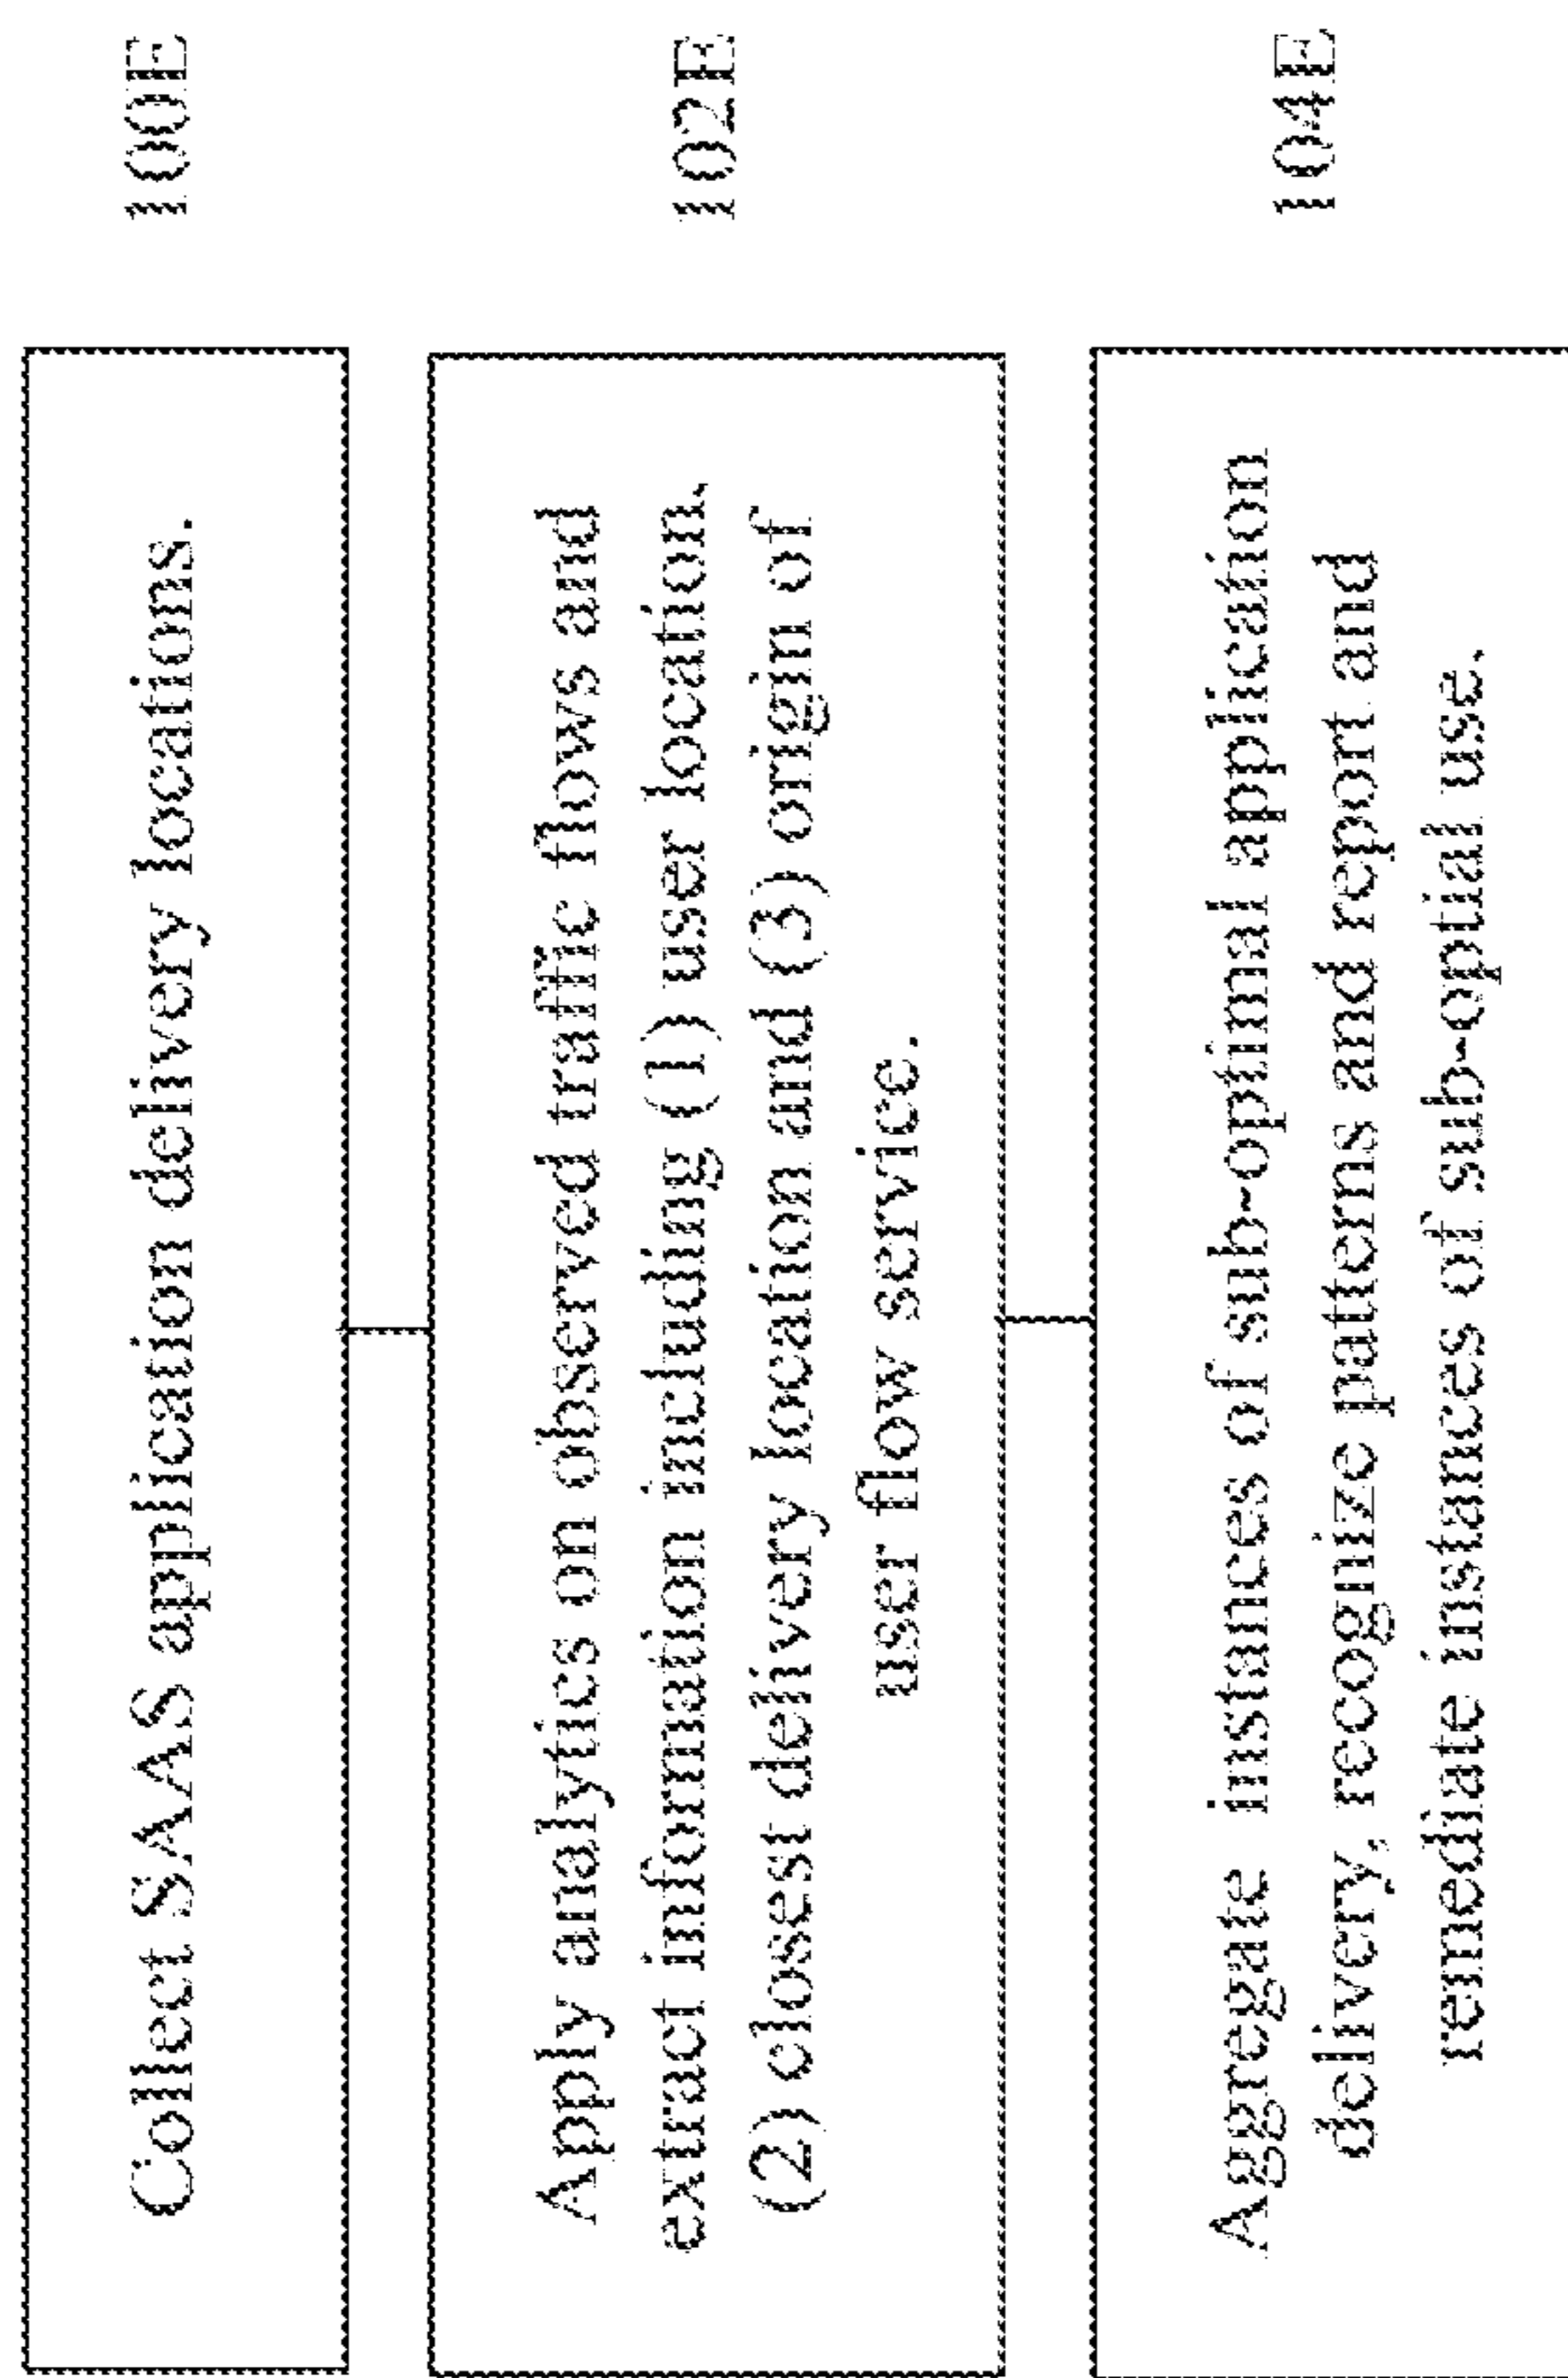 Collect SAAS application delivery locations.
100E
Apply analytics on observed traffic flows and
extract information including (1) user location,
(2) closest delivery location and (3) origin of
user flow service.
102E
Aggregate instances of sub-optimal application
delivery, recognize patterns and report and
remediate instances of sub-optial use.
104E